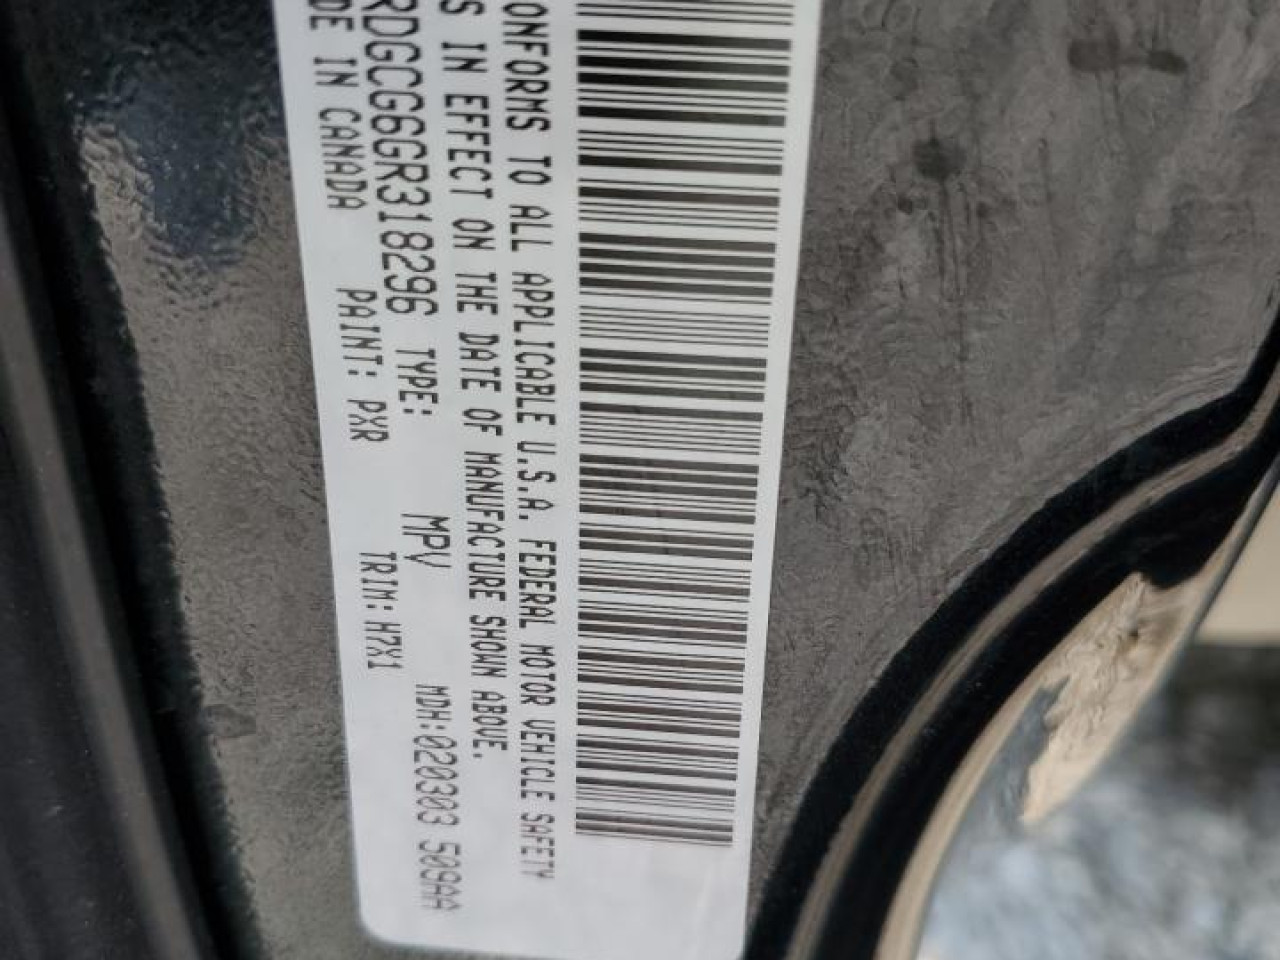 ONFORMS TO ALL APPLICABLE U.S.A. FEDERAL MOTOR VEHICLE SAFETY
S IN EFFECT ON THE DATE OF MANUFACTURE SHOWN ABOVE.
RDGCG6GR318296 TYPE: MPV MDH:020303 509AA
DE IN CANADA PAINT: PXR TRIM: H7X1